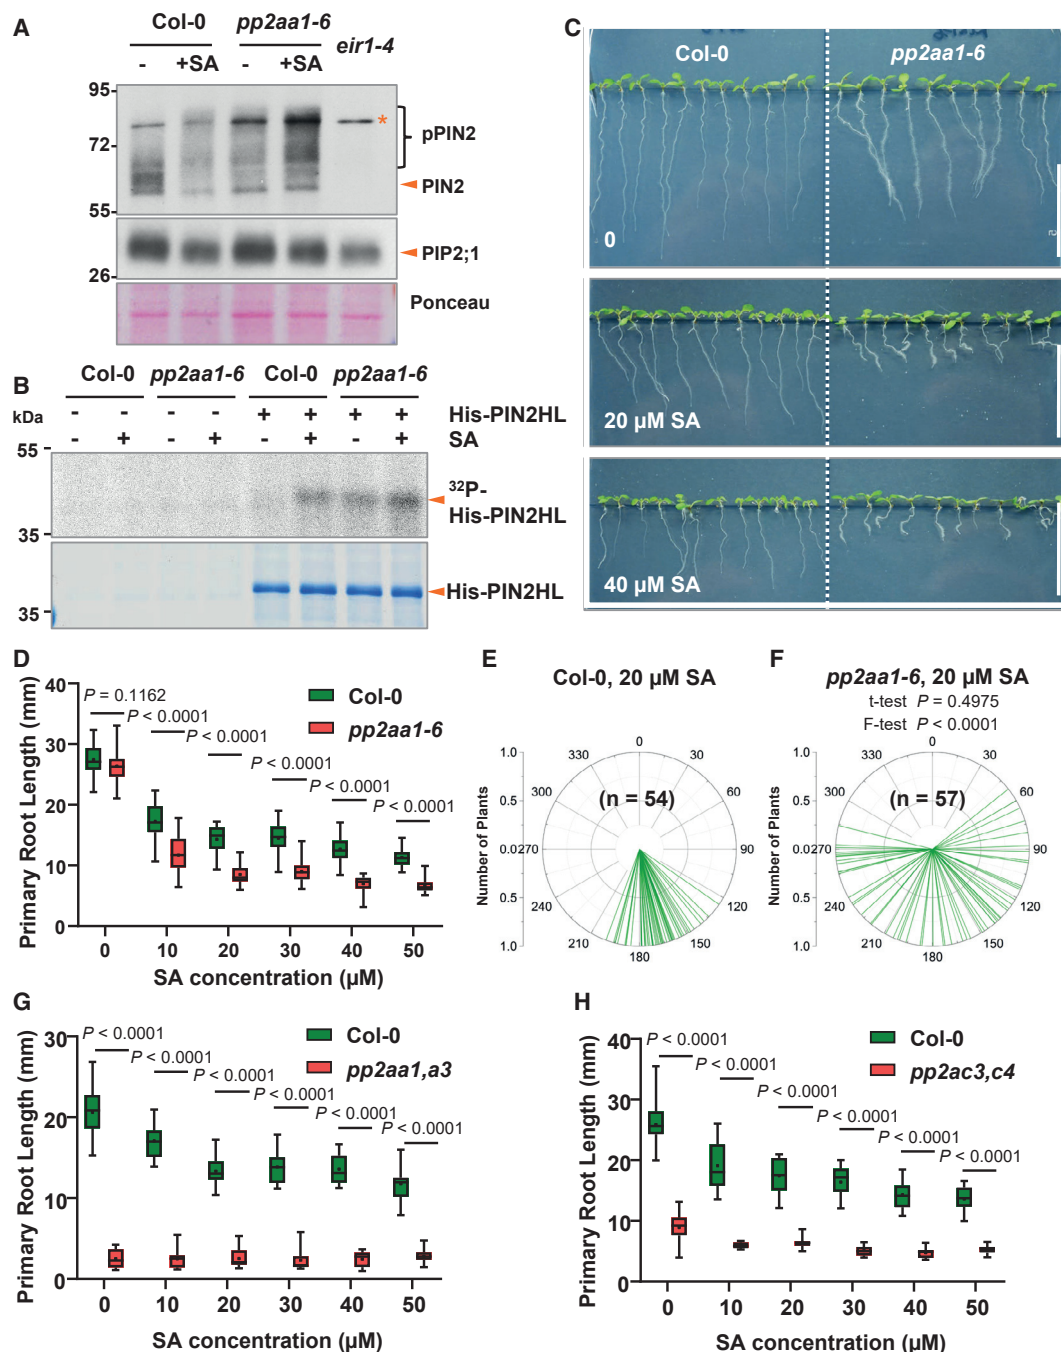 A
Col-0 pp2aa1-6 eir1-4
- +SA - +SA
95
72
55
26
*
pPIN2
PIN2
PIP2;1
Ponceau
B
Col-0 pp2aa1-6 Col-0 pp2aa1-6
kDa
- - - - + + + + His-PIN2HL
- + - + - + - + SA
55
35
35
32P-
His-PIN2HL
His-PIN2HL
C
Col-0 pp2aa1-6
0
20 µM SA
40 µM SA
D
Primary Root Length (mm)
40
30
20
10
0
P = 0.1162
P < 0.0001
P < 0.0001
P < 0.0001
P < 0.0001
P < 0.0001
Col-0
pp2aa1-6
0 10 20 30 40 50
SA concentration (µM)
E
Col-0, 20 µM SA
Number of Plants
1.0
0.5
0.0
0.5
1.0
0
30
60
90
120
150
180
210
240
270
300
330
(n = 54)
F
pp2aa1-6, 20 µM SA
t-test P = 0.4975
F-test P < 0.0001
Number of Plants
1.0
0.5
0.0
0.5
1.0
0
30
60
90
120
150
180
210
240
270
300
330
(n = 57)
G
Primary Root Length (mm)
30
20
10
0
P < 0.0001
P < 0.0001
P < 0.0001
P < 0.0001
P < 0.0001
P < 0.0001
Col-0
pp2aa1,a3
0 10 20 30 40 50
SA concentration (µM)
H
Primary Root Length (mm)
40
30
20
10
0
P < 0.0001
P < 0.0001
P < 0.0001
P < 0.0001
P < 0.0001
P < 0.0001
Col-0
pp2ac3,c4
0 10 20 30 40 50
SA concentration (µM)